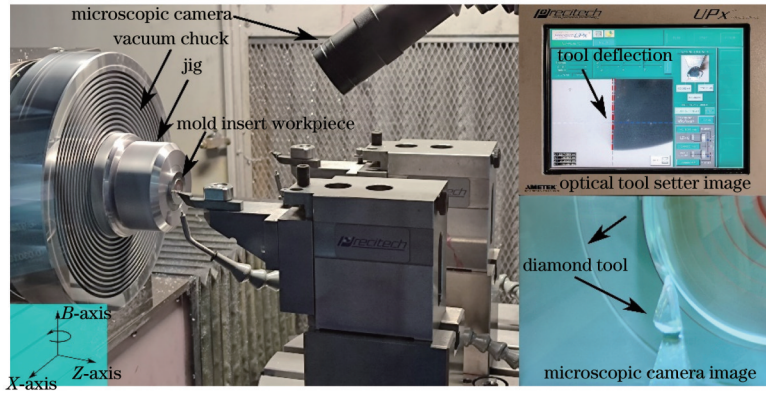 microscopic camera
vacuum chuck
jig
mold insert workpiece
Precitech
Precitech
B-axis
Z-axis
X-axis
Precitech
UPx
tool deflection
AMETEK
optical tool setter image
diamond tool
microscopic camera image